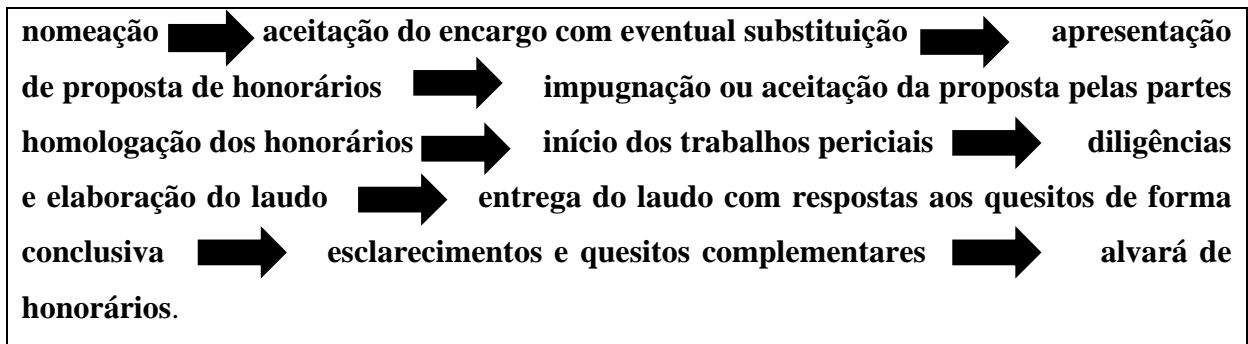 nomeação aceitação do encargo com eventual substituição apresentação
de proposta de honorários impugnação ou aceitação da proposta pelas partes
homologação dos honorários início dos trabalhos periciais diligências
e elaboração do laudo entrega do laudo com respostas aos quesitos de forma
conclusiva esclarecimentos e quesitos complementares alvará de
honorários.